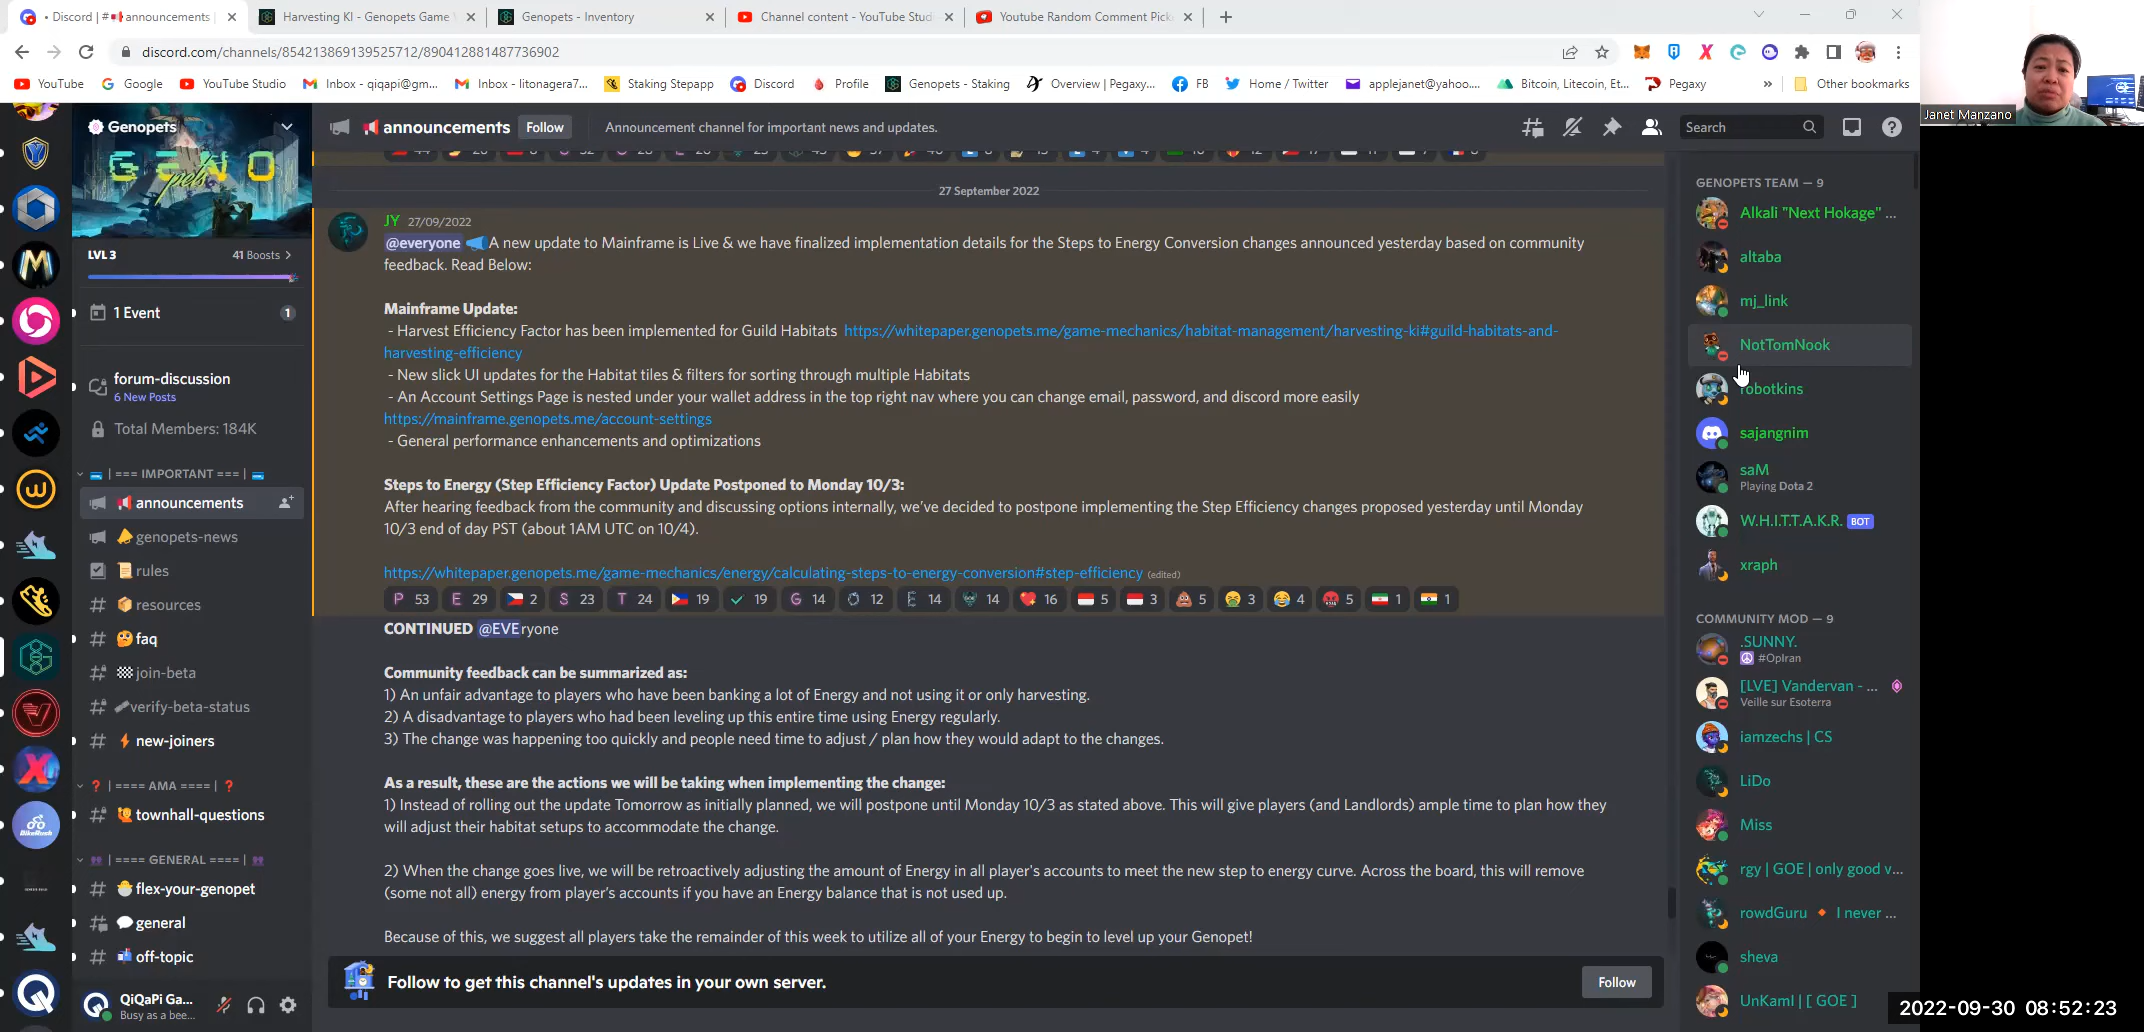 • Discord | # announcements |
Harvesting KI - Genopets Game
Genopets - Inventory
Channel content - YouTube Stud
Youtube Random Comment Pick
discord.com/channels/854213869139525712/890412881487736902
YouTube
Google
YouTube Studio
Inbox - qiqapi@gm...
Inbox - litonagera7...
Staking Stepapp
Discord
Profile
Genopets - Staking
Overview | Pegaxy...
FB
Home / Twitter
applejanet@yahoo....
Bitcoin, Litecoin, Et...
Pegaxy
»
Other bookmarks
Janet Manzano
Genopets
GENO
pets
LVL 3
41 Boosts
1 Event
1
forum-discussion
6 New Posts
Total Members: 184K
| === IMPORTANT === |
announcements
genopets-news
rules
resources
faq
join-beta
verify-beta-status
new-joiners
| ==== AMA ==== |
townhall-questions
| ==== GENERAL ==== |
flex-your-genopet
general
off-topic
QiQaPi Ga...
Busy as a bee...
announcements
Follow
Announcement channel for important news and updates.
Search
27 September 2022
JY 27/09/2022
@everyone A new update to Mainframe is Live & we have finalized implementation details for the Steps to Energy Conversion changes announced yesterday based on community
feedback. Read Below:
Mainframe Update:
- Harvest Efficiency Factor has been implemented for Guild Habitats https://whitepaper.genopets.me/game-mechanics/habitat-management/harvesting-ki#guild-habitats-and-
harvesting-efficiency
- New slick UI updates for the Habitat tiles & filters for sorting through multiple Habitats
- An Account Settings Page is nested under your wallet address in the top right nav where you can change email, password, and discord more easily
https://mainframe.genopets.me/account-settings
- General performance enhancements and optimizations
Steps to Energy (Step Efficiency Factor) Update Postponed to Monday 10/3:
After hearing feedback from the community and discussing options internally, we've decided to postpone implementing the Step Efficiency changes proposed yesterday until Monday
10/3 end of day PST (about 1AM UTC on 10/4).
https://whitepaper.genopets.me/game-mechanics/energy/calculating-steps-to-energy-conversion#step-efficiency (edited)
P 53 E 29 2 S 23 T 24 19 19 G 14 12 E 14 14 16 5 3 5 3 4 5 1 1
CONTINUED @EVEryone
Community feedback can be summarized as:
1) An unfair advantage to players who have been banking a lot of Energy and not using it or only harvesting.
2) A disadvantage to players who had been leveling up this entire time using Energy regularly.
3) The change was happening too quickly and people need time to adjust / plan how they would adapt to the changes.
As a result, these are the actions we will be taking when implementing the change:
1) Instead of rolling out the update Tomorrow as initially planned, we will postpone until Monday 10/3 as stated above. This will give players (and Landlords) ample time to plan how they
will adjust their habitat setups to accommodate the change.
2) When the change goes live, we will be retroactively adjusting the amount of Energy in all player's accounts to meet the new step to energy curve. Across the board, this will remove
(some not all) energy from player's accounts if you have an Energy balance that is not used up.
Because of this, we suggest all players take the remainder of this week to utilize all of your Energy to begin to level up your Genopet!
Follow to get this channel's updates in your own server.
Follow
GENOPETS TEAM — 9
Alkali "Next Hokage" ...
altaba
mj_link
NotTomNook
robotkins
sajangnim
saM
Playing Dota 2
W.H.I.T.T.A.K.R. BOT
xraph
COMMUNITY MOD — 9
.SUNNY.
#OpIran
[LVE] Vandervan - ...
Veille sur Esoterra
iamzechs | CS
LiDo
Miss
rgy | GOE | only good v...
rowdGuru I never ...
sheva
UnKamI | [ GOE ]
2022-09-30 08:52:23